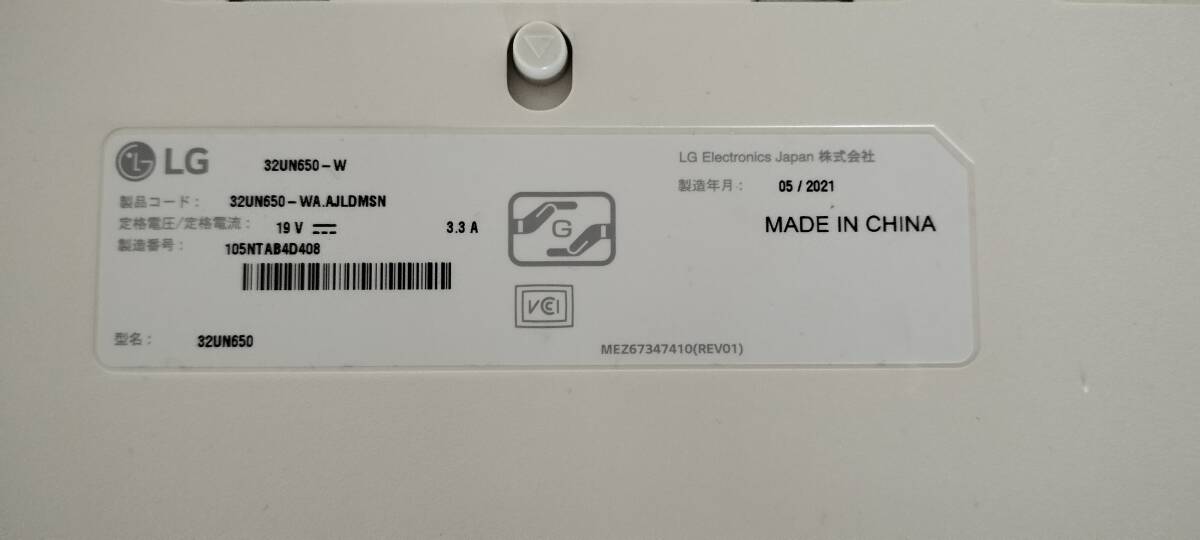 LG 32UN650-W
製品コード: 32UN650-WA.AJLDMSN
定格電圧/定格電流: 19 V 3.3 A
製造番号: 105NTAB4D408
型名: 32UN650
G
VCCI
MEZ67347410(REV01)
LG Electronics Japan 株式会社
製造年月: 05 / 2021
MADE IN CHINA